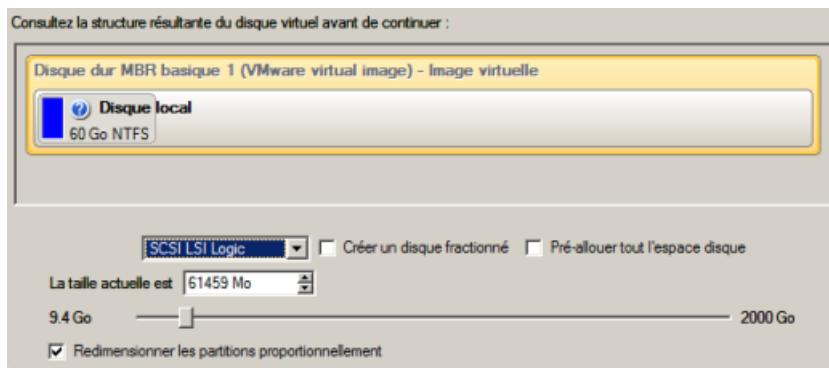 Consultez la structure résultante du disque virtuel avant de continuer :
Disque dur MBR basique 1 (VMware virtual image) - Image virtuelle
Disque local
60 Go NTFS
SCSI LSI Logic Créer un disque fractionné Pré-allouer tout l'espace disque
La taille actuelle est 61459 Mo
9.4 Go 2000 Go
Redimensionner les partitions proportionnellement